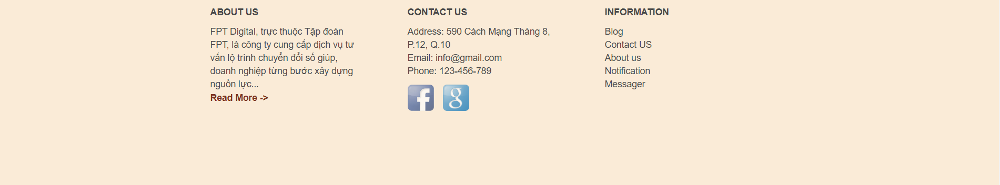 ABOUT US
FPT Digital, trực thuộc Tập đoàn
FPT, là công ty cung cấp dịch vụ tư
vấn lộ trình chuyển đổi số giúp,
doanh nghiệp từng bước xây dựng
nguồn lực...
Read More ->
CONTACT US
Address: 590 Cách Mạng Tháng 8,
P.12, Q.10
Email: info@gmail.com
Phone: 123-456-789
f
g
INFORMATION
Blog
Contact US
About us
Notification
Messager